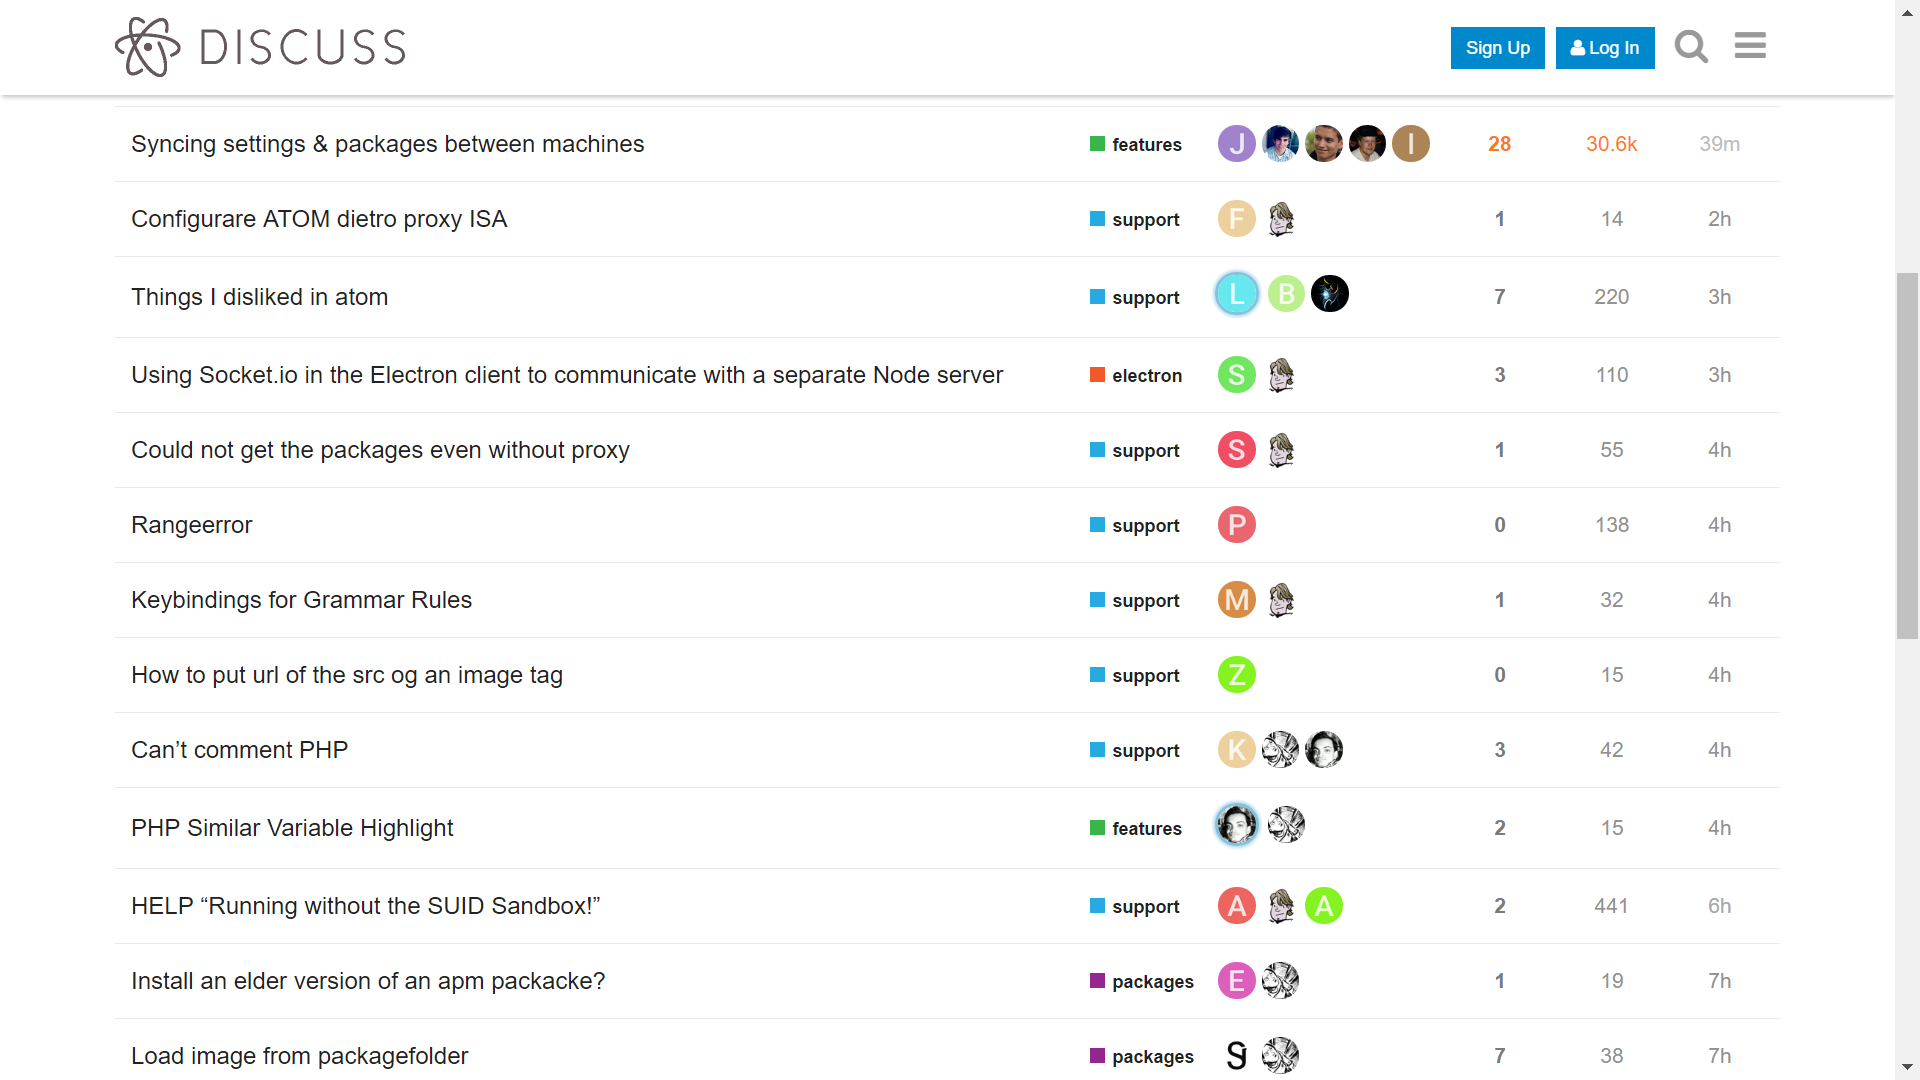 DISCUSS Sign Up Log In
Syncing settings & packages between machines features J I 28 30.6k 39m
Configurare ATOM dietro proxy ISA support F 1 14 2h
Things I disliked in atom support L B 7 220 3h
Using Socket.io in the Electron client to communicate with a separate Node server electron S 3 110 3h
Could not get the packages even without proxy support S 1 55 4h
Rangeerror support P 0 138 4h
Keybindings for Grammar Rules support M 1 32 4h
How to put url of the src og an image tag support Z 0 15 4h
Can’t comment PHP support K 3 42 4h
PHP Similar Variable Highlight features 2 15 4h
HELP “Running without the SUID Sandbox!” support A A 2 441 6h
Install an elder version of an apm packacke? packages E 1 19 7h
Load image from packagefolder packages 7 38 7h